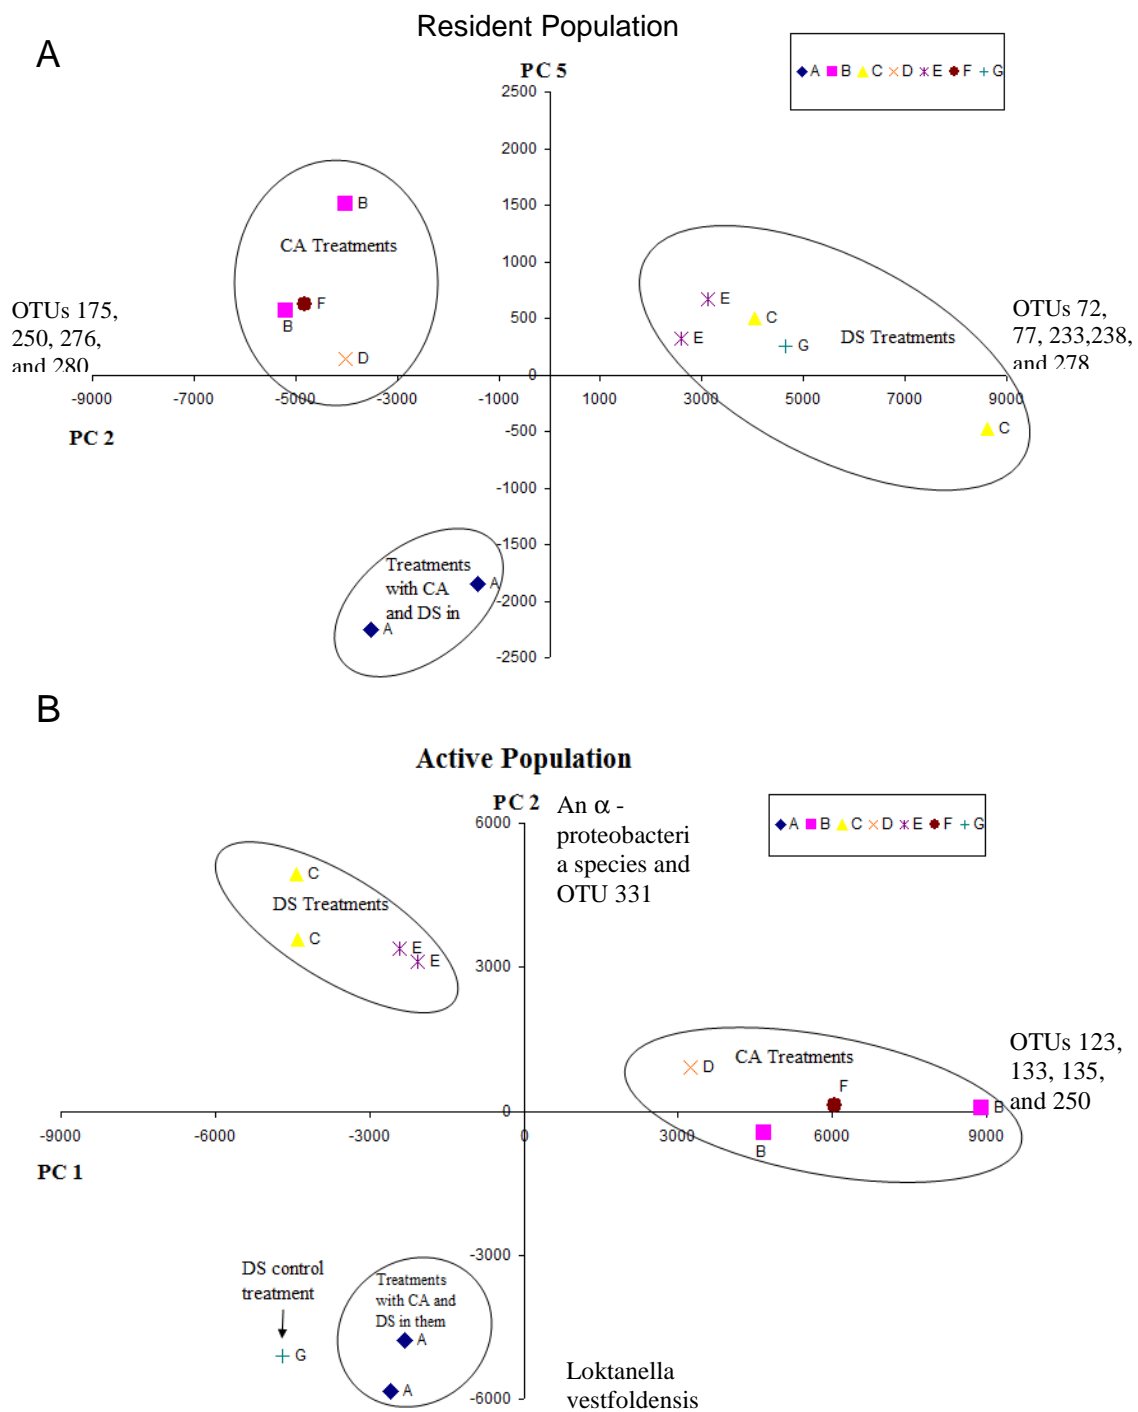 Resident Population
A
PC 5
A B C D E F G
2500
2000
1500
1000
500
0
-500
-1000
-1500
-2000
-2500
B
CA Treatments
F
B
D
OTUs 175,
250, 276,
and 280
E
E
C
G
DS Treatments
C
OTUs 72,
77, 233,238,
and 278
-9000 -7000 -5000 -3000 -1000 1000 3000 5000 7000 9000
PC 2
Treatments
with CA
and DS in
A
A
B
Active Population
PC 2
An α -
proteobacteri
a species and
OTU 331
A B C D E F G
6000
3000
0
-3000
-6000
C
DS Treatments
C
E
E
CA Treatments
D
F
B
B
OTUs 123,
133, 135,
and 250
-9000 -6000 -3000 0 3000 6000 9000
PC 1
DS control
treatment
G
Treatments
with CA and
DS in them
A
A
Loktanella
vestfoldensis